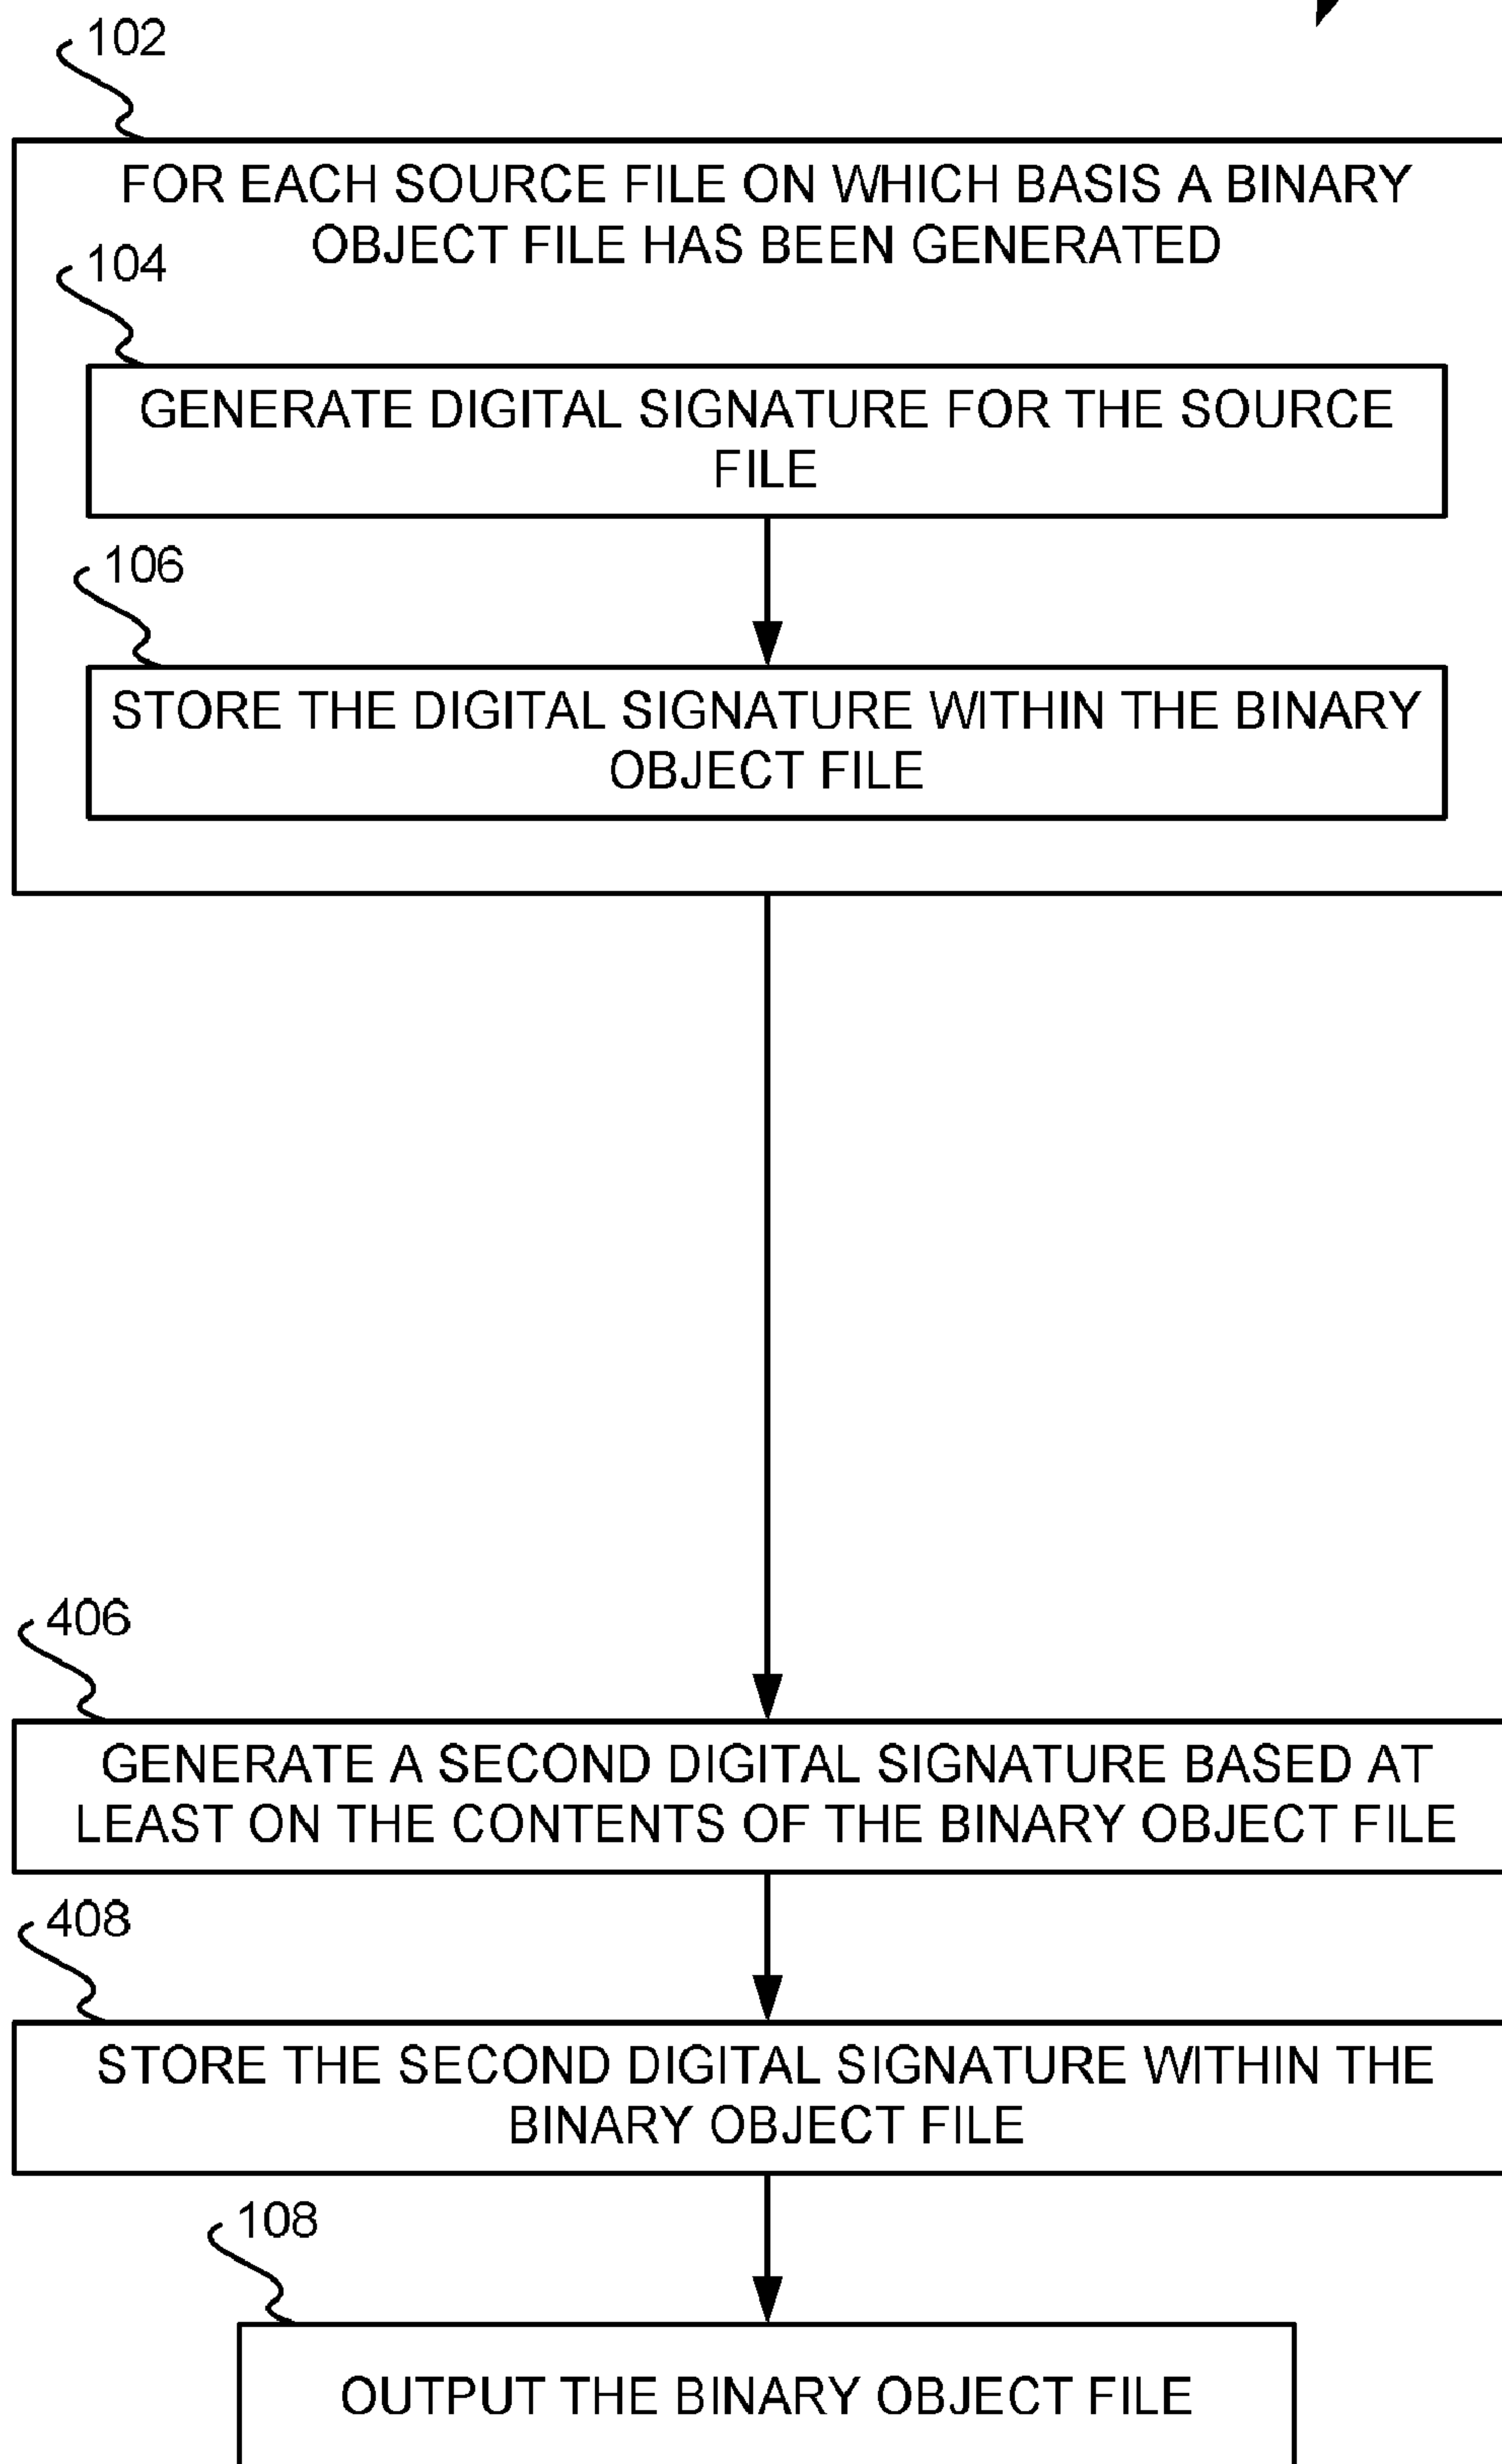 102
FOR EACH SOURCE FILE ON WHICH BASIS A BINARY
OBJECT FILE HAS BEEN GENERATED
104
GENERATE DIGITAL SIGNATURE FOR THE SOURCE
FILE
106
STORE THE DIGITAL SIGNATURE WITHIN THE BINARY
OBJECT FILE
406
GENERATE A SECOND DIGITAL SIGNATURE BASED AT
LEAST ON THE CONTENTS OF THE BINARY OBJECT FILE
408
STORE THE SECOND DIGITAL SIGNATURE WITHIN THE
BINARY OBJECT FILE
108
OUTPUT THE BINARY OBJECT FILE